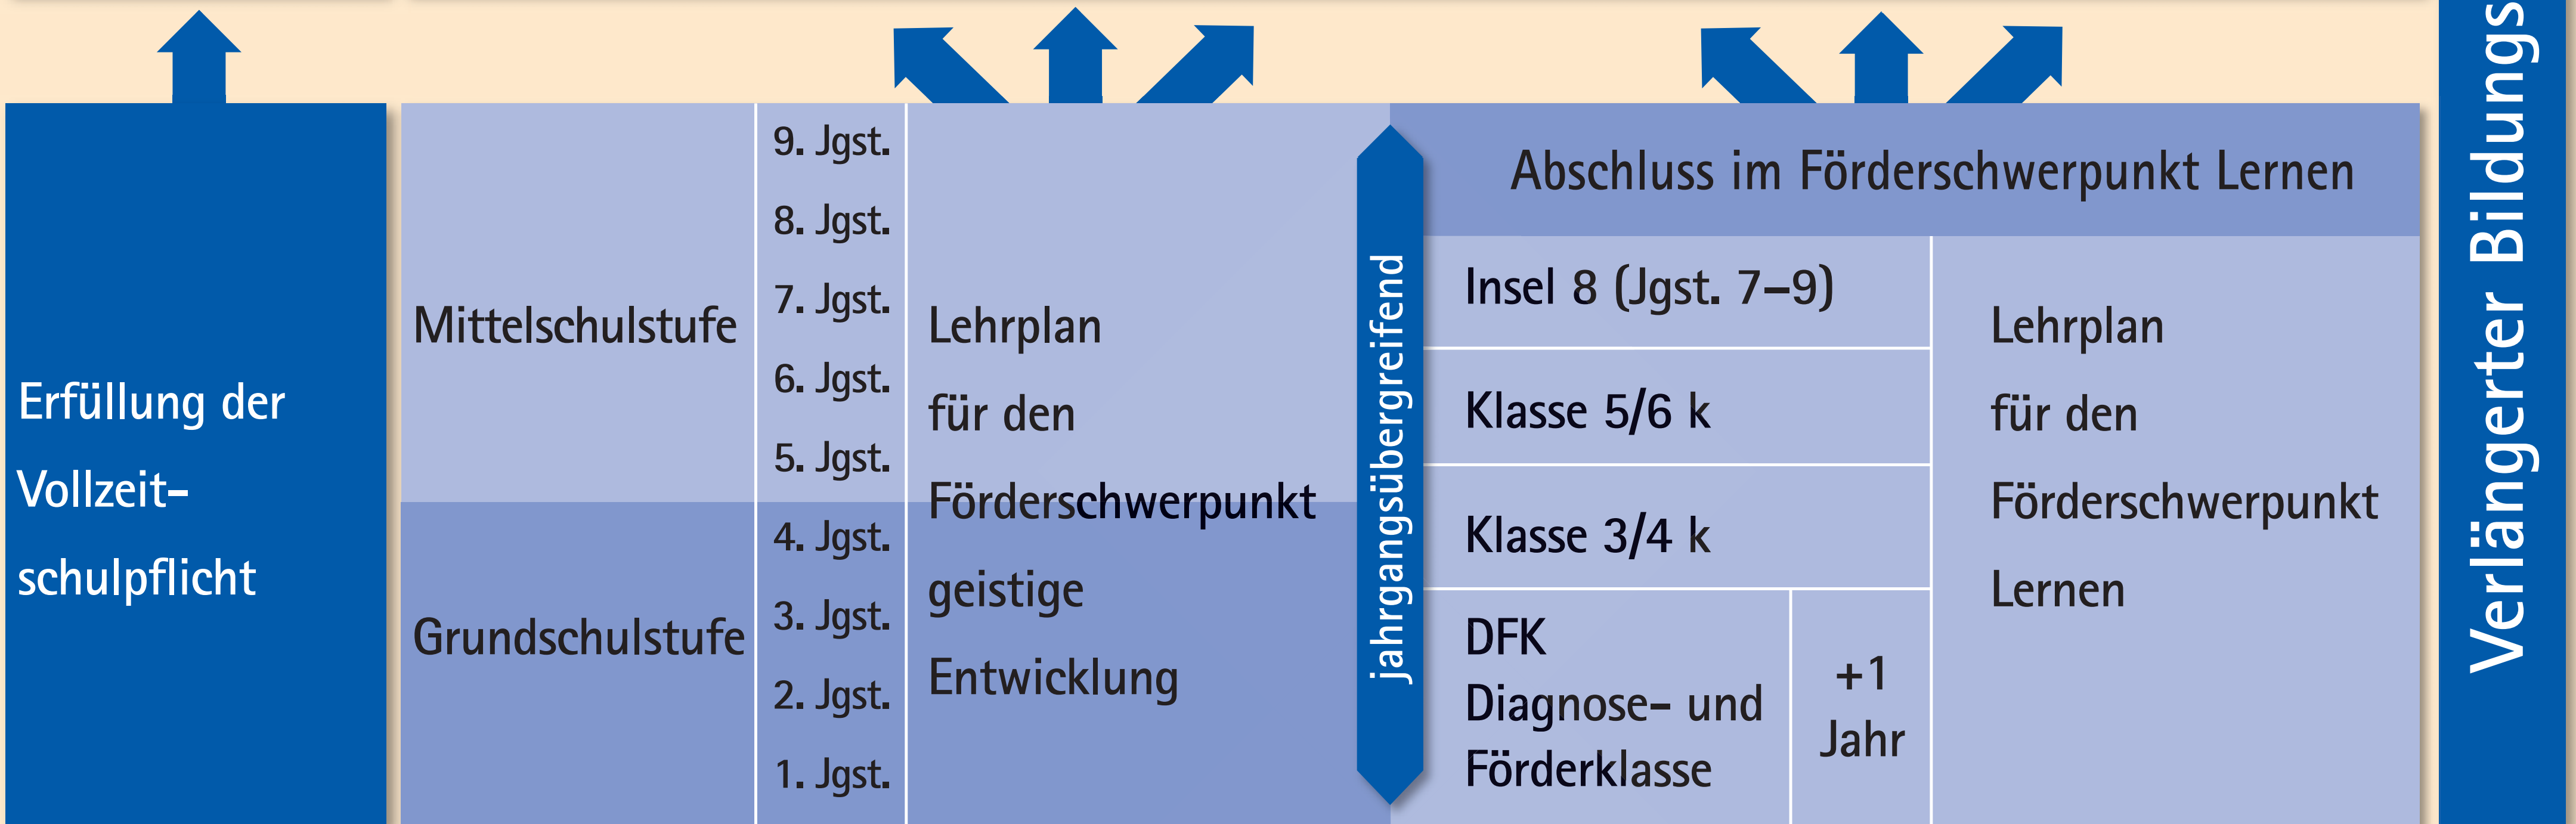 Erfüllung der
Vollzeit-
schulpflicht
Mittelschulstufe
Grundschulstufe
9. Jgst.
8. Jgst.
7. Jgst.
6. Jgst.
5. Jgst.
4. Jgst.
3. Jgst.
2. Jgst.
1. Jgst.
Lehrplan
für den
Förderschwerpunkt
geistige
Entwicklung
jahrgangsübergreifend
Abschluss im Förderschwerpunkt Lernen
Insel 8 (Jgst. 7–9)
Klasse 5/6 k
Klasse 3/4 k
DFK
Diagnose- und
Förderklasse
+1
Jahr
Lehrplan
für den
Förderschwerpunkt
Lernen
Verlängerter Bildungs